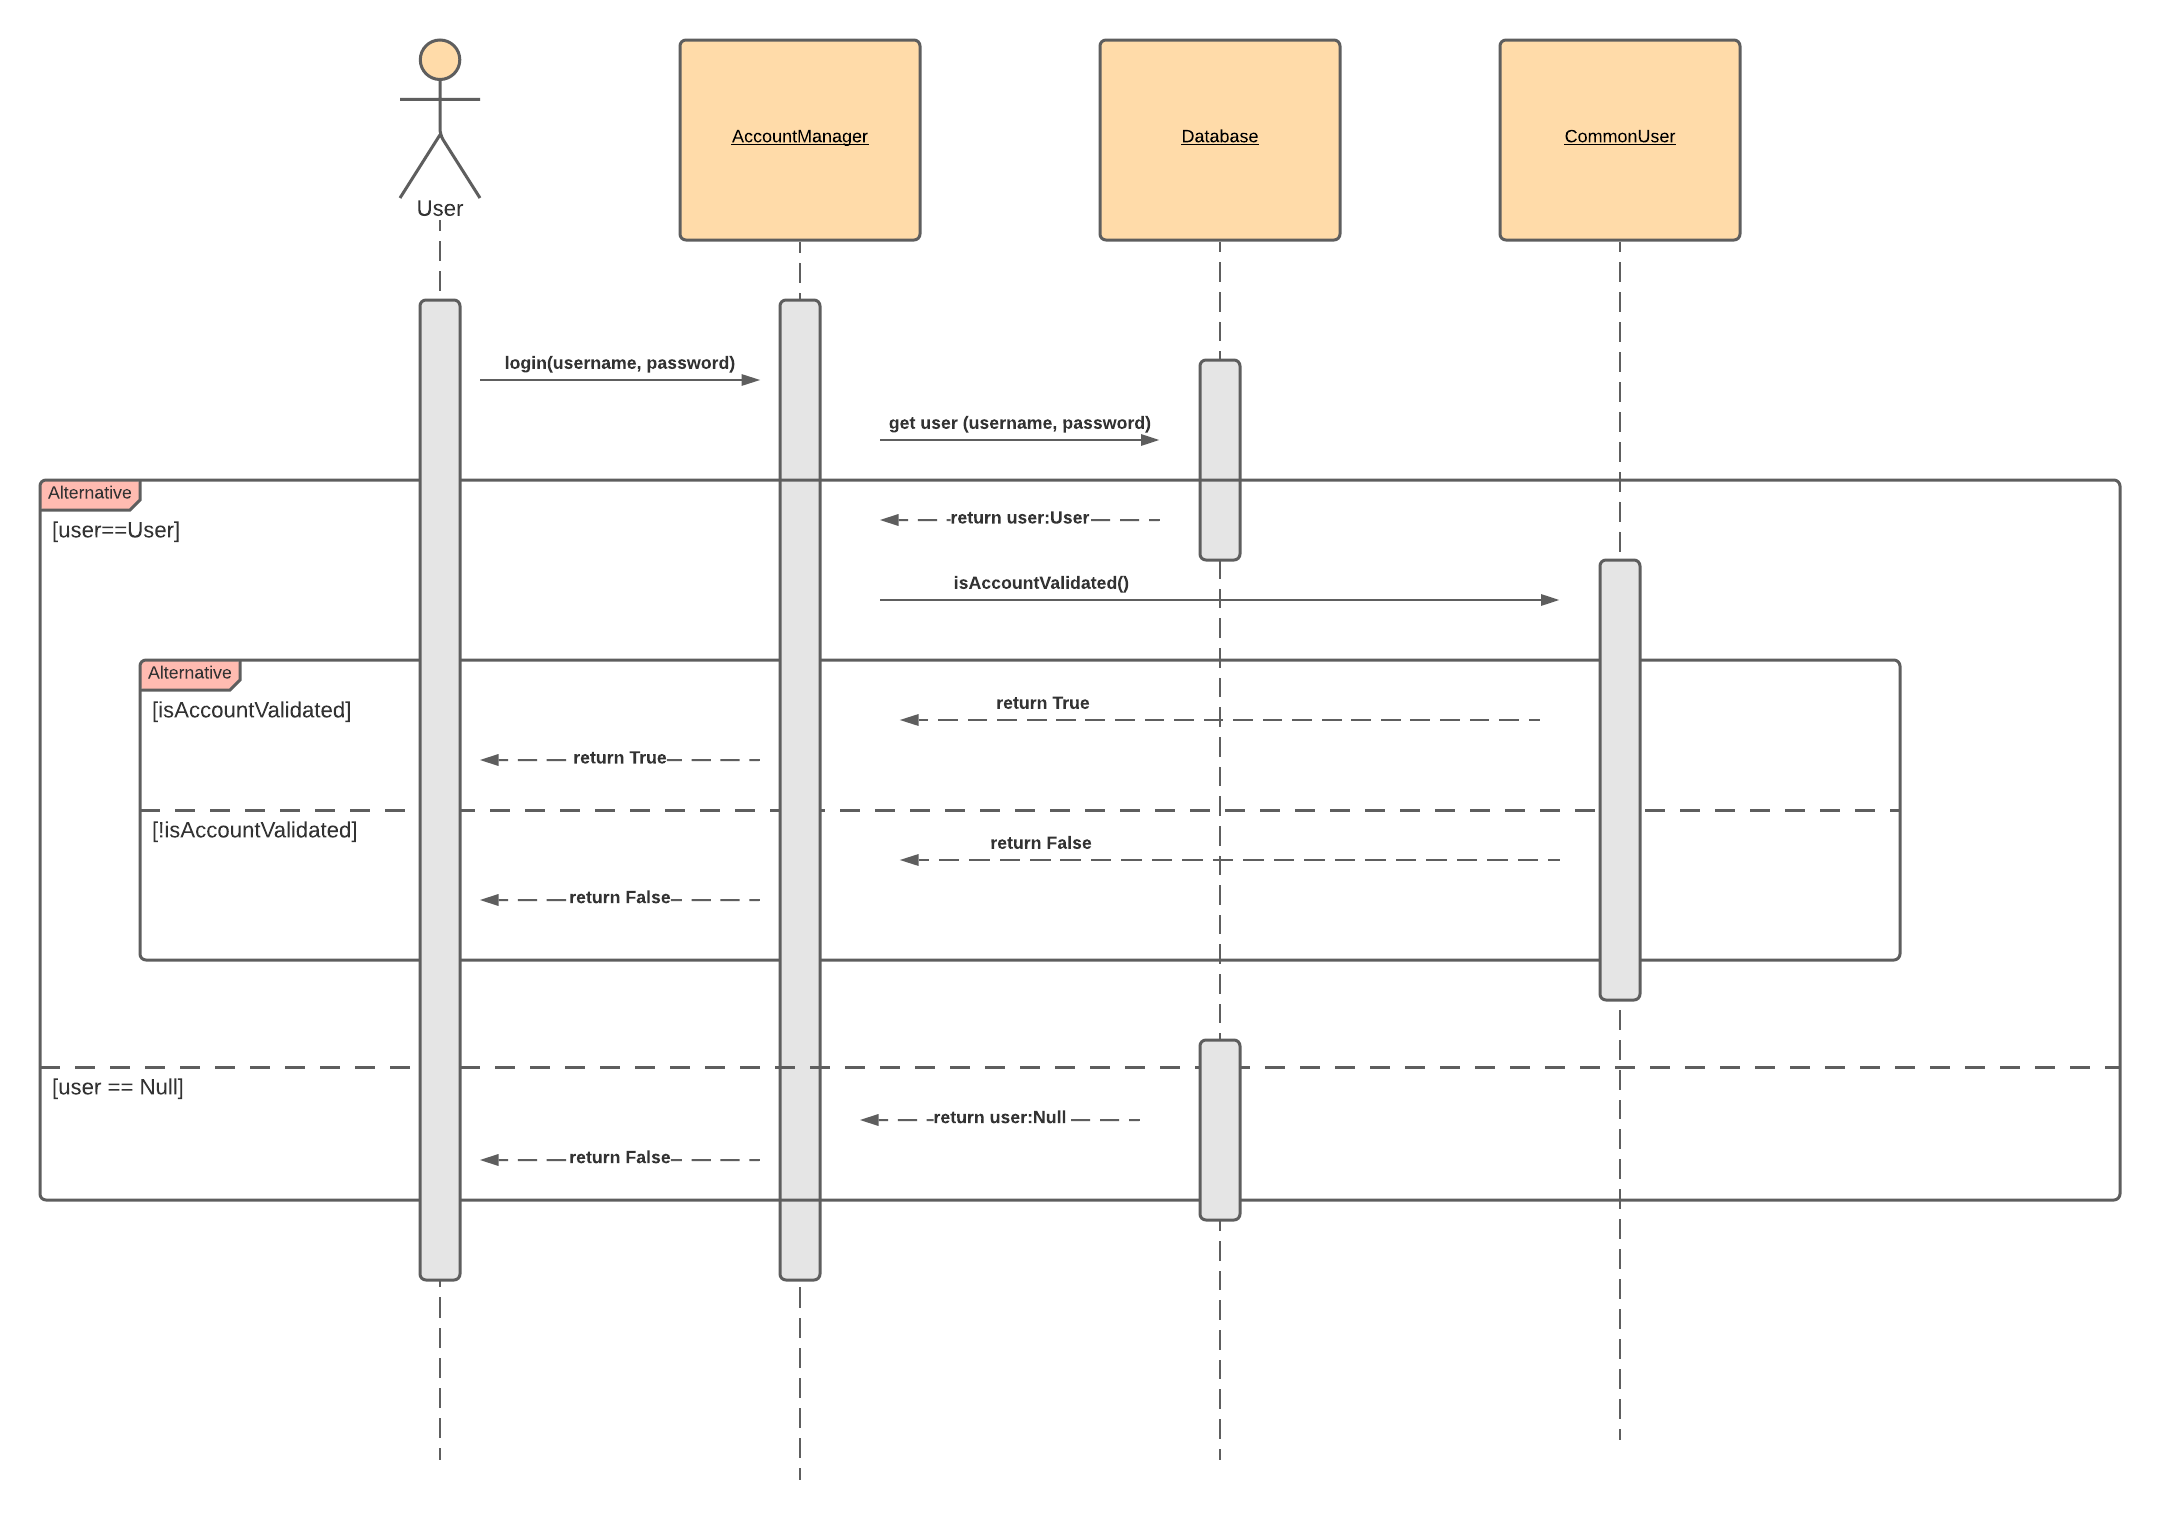 User
AccountManager
Database
CommonUser
login(username, password)
get user (username, password)
Alternative
[user==User]
return user:User
isAccountValidated()
Alternative
[isAccountValidated]
return True
return True
[!isAccountValidated]
return False
return False
[user == Null]
return user:Null
return False